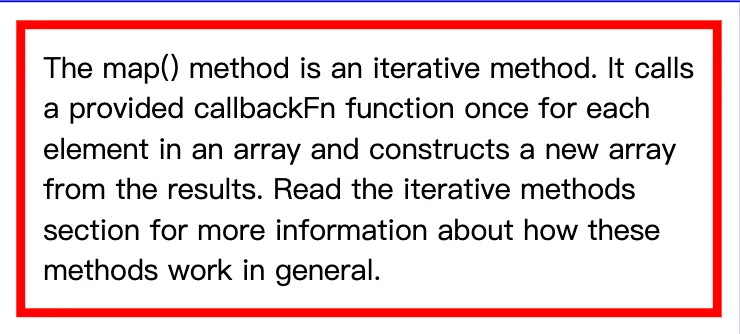 The map() method is an iterative method. It calls
a provided callbackFn function once for each
element in an array and constructs a new array
from the results. Read the iterative methods
section for more information about how these
methods work in general.